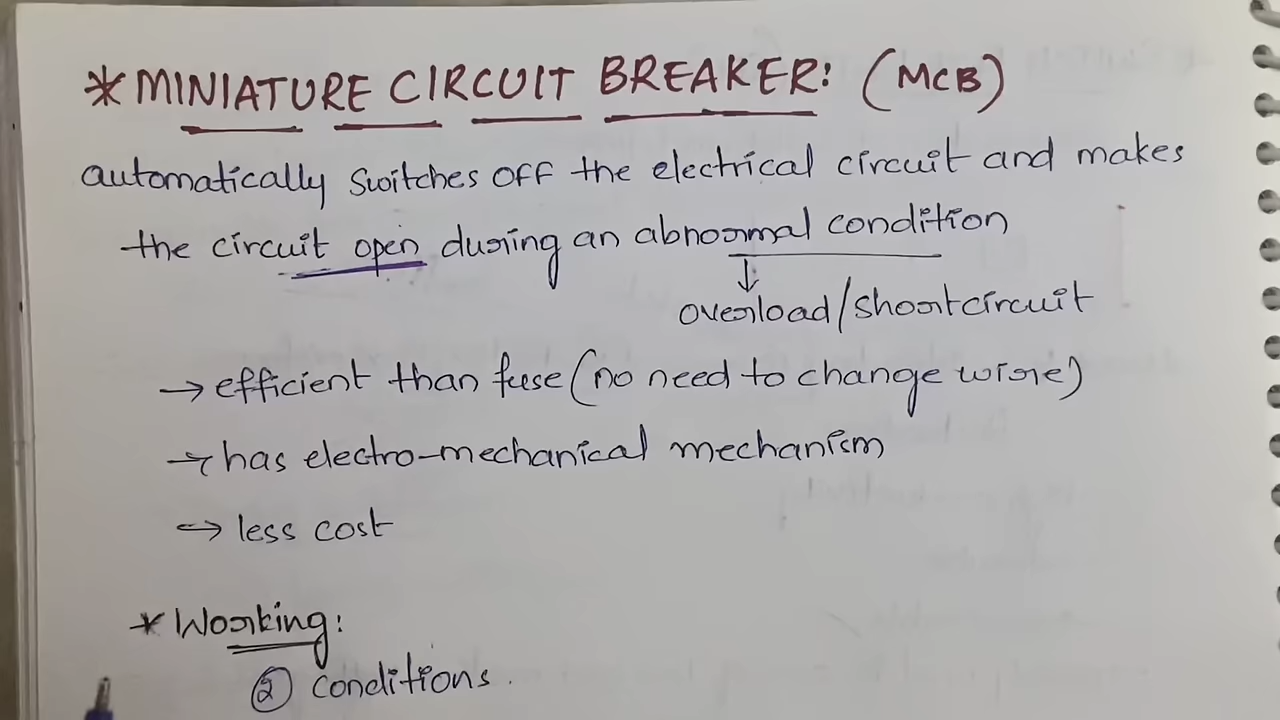 *MINIATURE CIRCUIT BREAKER: (MCB)
automatically switches OFF the electrical circuit and makes
the circuit open during an abnormal condition
↓
overload/shortcircuit
→ efficient than fuse (no need to change wire)
→ has electro-mechanical mechanism
→ less cost
* Working:
② conditions.